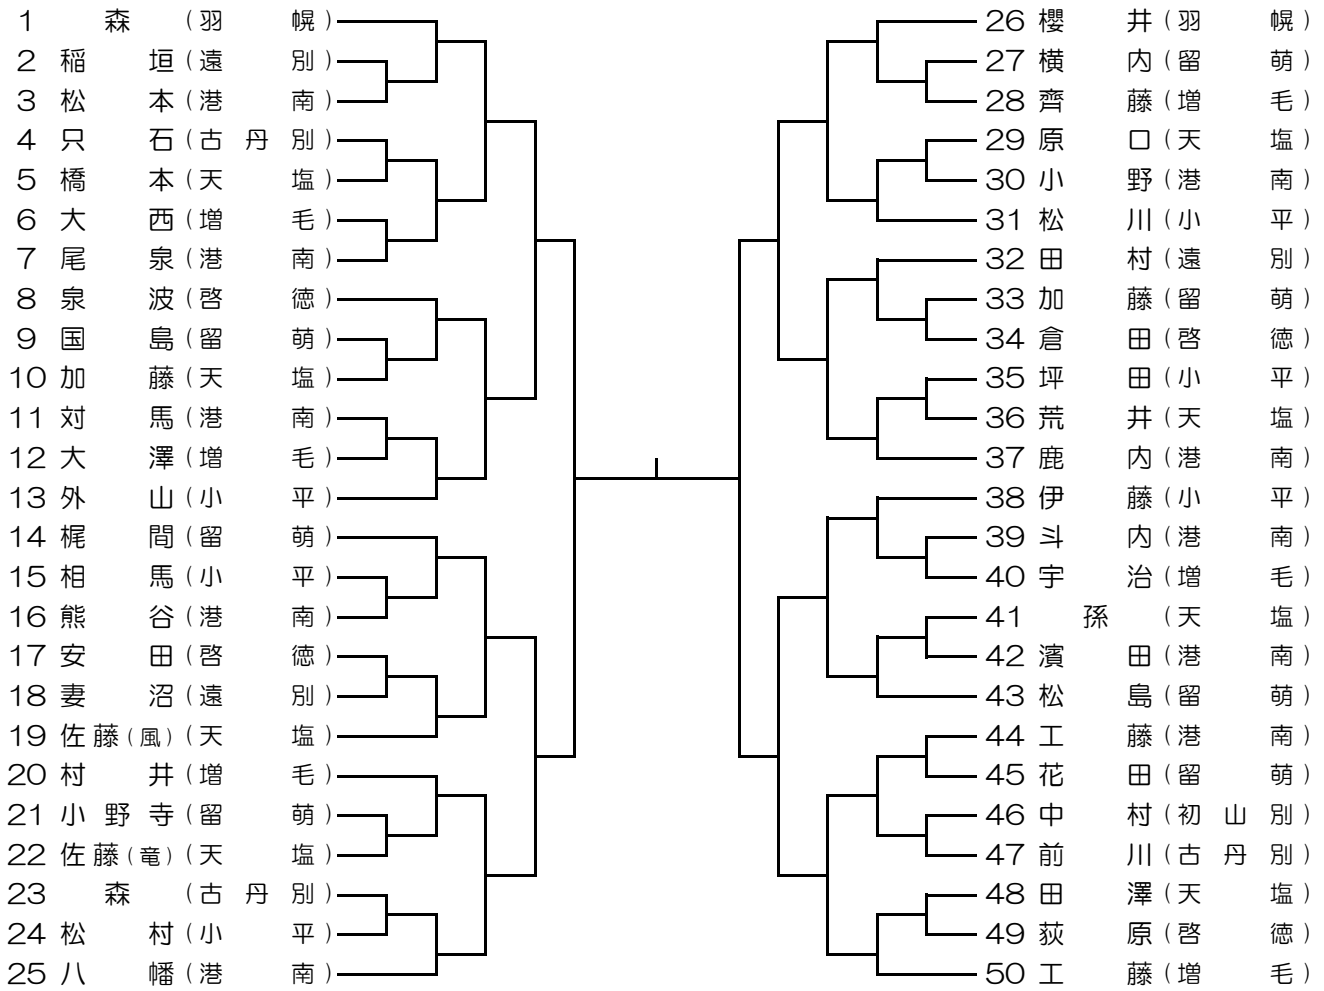 1 森 (羽幌)
2 稲垣 (遠別)
3 松本 (港南)
4 只石 (古丹別)
5 橋本 (天塩)
6 大西 (増毛)
7 尾泉 (港南)
8 泉波 (啓徳)
9 国島 (留萌)
10 加藤 (天塩)
11 対馬 (港南)
12 大澤 (増毛)
13 外山 (小平)
14 梶間 (留萌)
15 相馬 (小平)
16 熊谷 (港南)
17 安田 (啓徳)
18 妻沼 (遠別)
19 佐藤(風) (天塩)
20 村井 (増毛)
21 小野寺 (留萌)
22 佐藤(竜) (天塩)
23 森 (古丹別)
24 松村 (小平)
25 八幡 (港南)
26 櫻井 (羽幌)
27 横内 (留萌)
28 齊藤 (増毛)
29 原口 (天塩)
30 小野 (港南)
31 松川 (小平)
32 田村 (遠別)
33 加藤 (留萌)
34 倉田 (啓徳)
35 坪田 (小平)
36 荒井 (天塩)
37 鹿内 (港南)
38 伊藤 (小平)
39 斗内 (港南)
40 宇治 (増毛)
41 孫 (天塩)
42 濱田 (港南)
43 松島 (留萌)
44 工藤 (港南)
45 花田 (留萌)
46 中村 (初山別)
47 前川 (古丹別)
48 田澤 (天塩)
49 荻原 (啓徳)
50 工藤 (増毛)